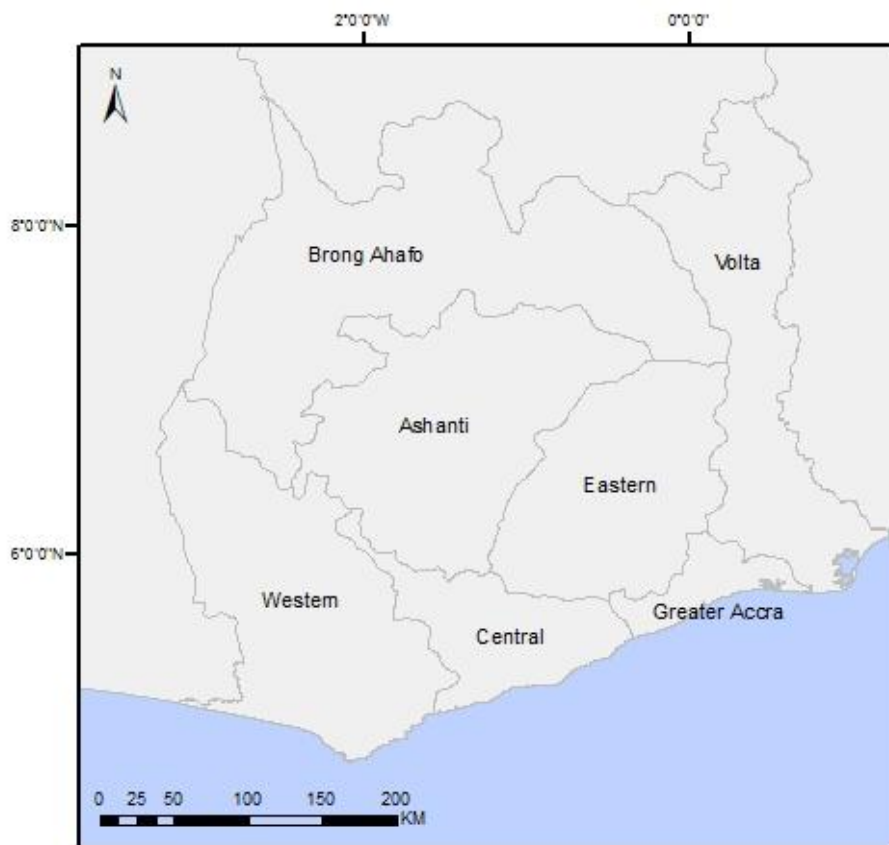 2°0'0"W
0°0'0"
N
8°0'0"N
Brong Ahafo
Volta
Ashanti
Eastern
6°0'0"N
Western
Greater Accra
Central
0 25 50 100 150 200
KM